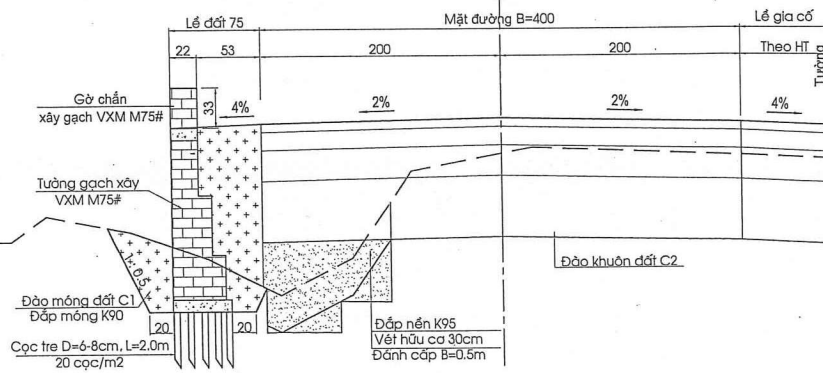 Lề đất 75
Mặt đường B=400
Lề gia cố
22
53
200
200
Theo HT
Tường
Gờ chắn
xây gạch VXM M75#
33
4%
2%
2%
4%
Tường gạch xây
VXM M75#
1:0,5
Đào khuôn đất C2
Đào móng đất C1
Đắp móng K90
20
20
Đắp nền K95
Vét hữu cơ 30cm
Đánh cấp B=0.5m
Cọc tre D=6-8cm, L=2.0m
20 cọc/m2